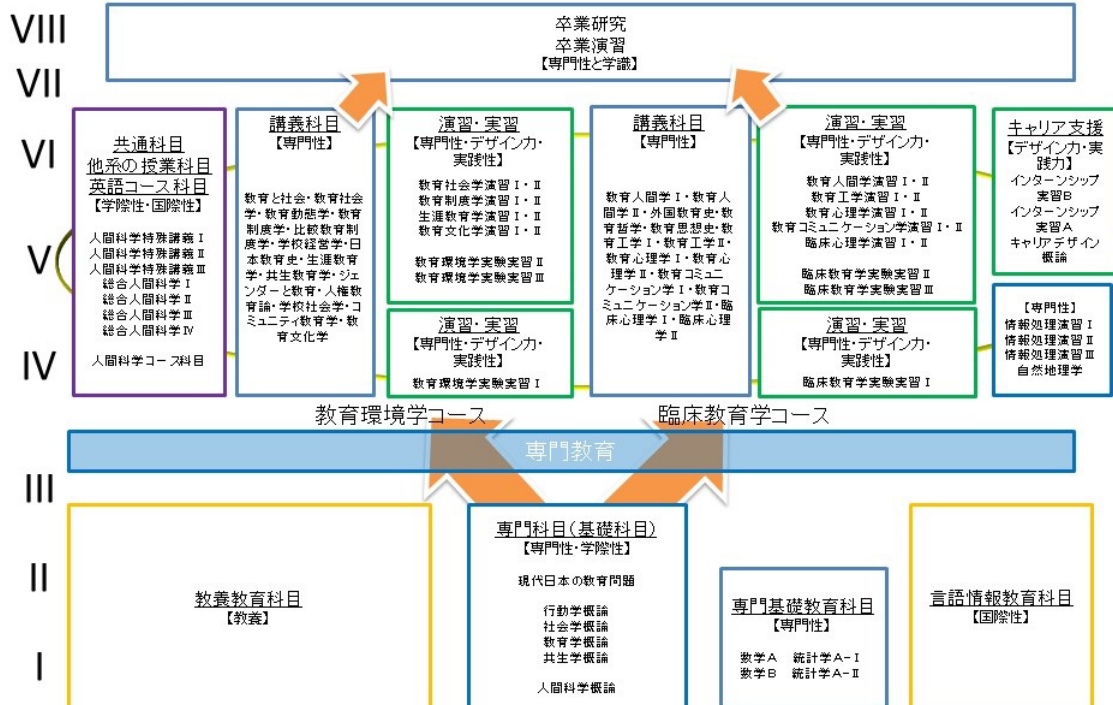 VIII
VII
VI
V
IV
III
II
I
卒業研究
卒業演習
【専門性と学識】
共通科目
他系の授業科目
英語コース科目
【学際性・国際性】
人間科学特殊講義Ⅰ
人間科学特殊講義Ⅱ
人間科学特殊講義Ⅲ
総合人間科学Ⅰ
総合人間科学Ⅱ
総合人間科学Ⅲ
総合人間科学Ⅳ
人間科学コース科目
講義科目
【専門性】
教育と社会・教育社会
学・教育動態学・教育
制度学・比較教育制
度学・学校経営学・日
本教育史・生涯教育
学・共生教育学・ジェ
ンダーと教育・人権教
育論・学校社会学・コ
ミュニティ教育学・教
育文化学
演習・実習
【専門性・デザイン力・
実践性】
教育社会学演習Ⅰ・Ⅱ
教育制度学演習Ⅰ・Ⅱ
生涯教育学演習Ⅰ・Ⅱ
教育文化学演習Ⅰ・Ⅱ
教育環境学実験実習Ⅱ
教育環境学実験実習Ⅲ
演習・実習
【専門性・デザイン力・
実践性】
教育環境学実験実習Ⅰ
講義科目
【専門性】
教育人間学Ⅰ・教育人
間学Ⅱ・外国教育史・教
育哲学・教育思想史・教
育工学Ⅰ・教育工学Ⅱ・
教育心理学Ⅰ・教育心
理学Ⅱ・教育コミュニ
ケーション学Ⅰ・教育コ
ミュニケーション学Ⅱ・臨
床心理学Ⅰ・臨床心理
学Ⅱ
演習・実習
【専門性・デザイン力・
実践性】
教育人間学演習Ⅰ・Ⅱ
教育工学演習Ⅰ・Ⅱ
教育心理学演習Ⅰ・Ⅱ
教育コミュニケーション学演習Ⅰ・Ⅱ
臨床心理学演習Ⅰ・Ⅱ
臨床教育学実験実習Ⅱ
臨床教育学実験実習Ⅲ
演習・実習
【専門性・デザイン力・
実践性】
臨床教育学実験実習Ⅰ
キャリア支援
【デザイン力・実
践力】
インターンシップ
実習B
インターンシップ
実習A
キャリアデザイン
概論
【専門性】
情報処理演習Ⅰ
情報処理演習Ⅱ
情報処理演習Ⅲ
自然地理学
教育環境学コース
臨床教育学コース
専門教育
教養教育科目
【教養】
専門科目(基礎科目)
【専門性・学際性】
現代日本の教育問題
行動学概論
社会学概論
教育学概論
共生学概論
人間科学概論
専門基礎教育科目
【専門性】
数学A 統計学A-Ⅰ
数学B 統計学A-Ⅱ
言語情報教育科目
【国際性】